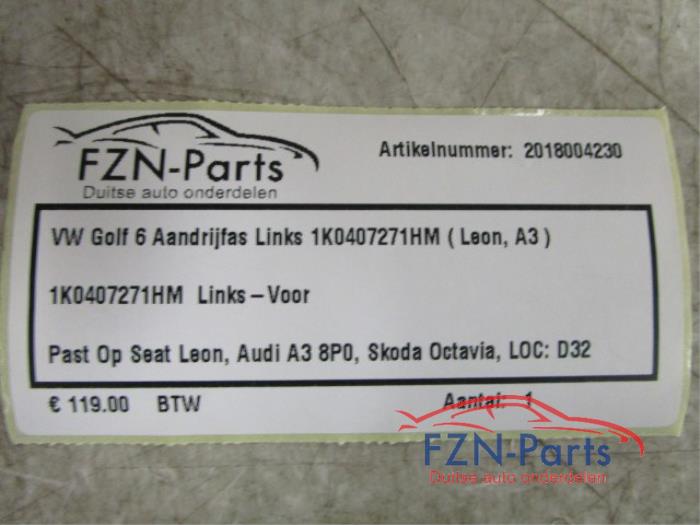 FZN-Parts
Duitse auto onderdelen
Artikelnummer: 2018004230
VW Golf 6 Aandrijfas Links 1K0407271HM ( Leon, A3 )
1K0407271HM Links-Voor
Past Op Seat Leon, Audi A3 8P0, Skoda Octavia, LOC: D32
€ 119.00 BTW
Aantal: 1
FZN-Parts
Duitse auto onderdelen